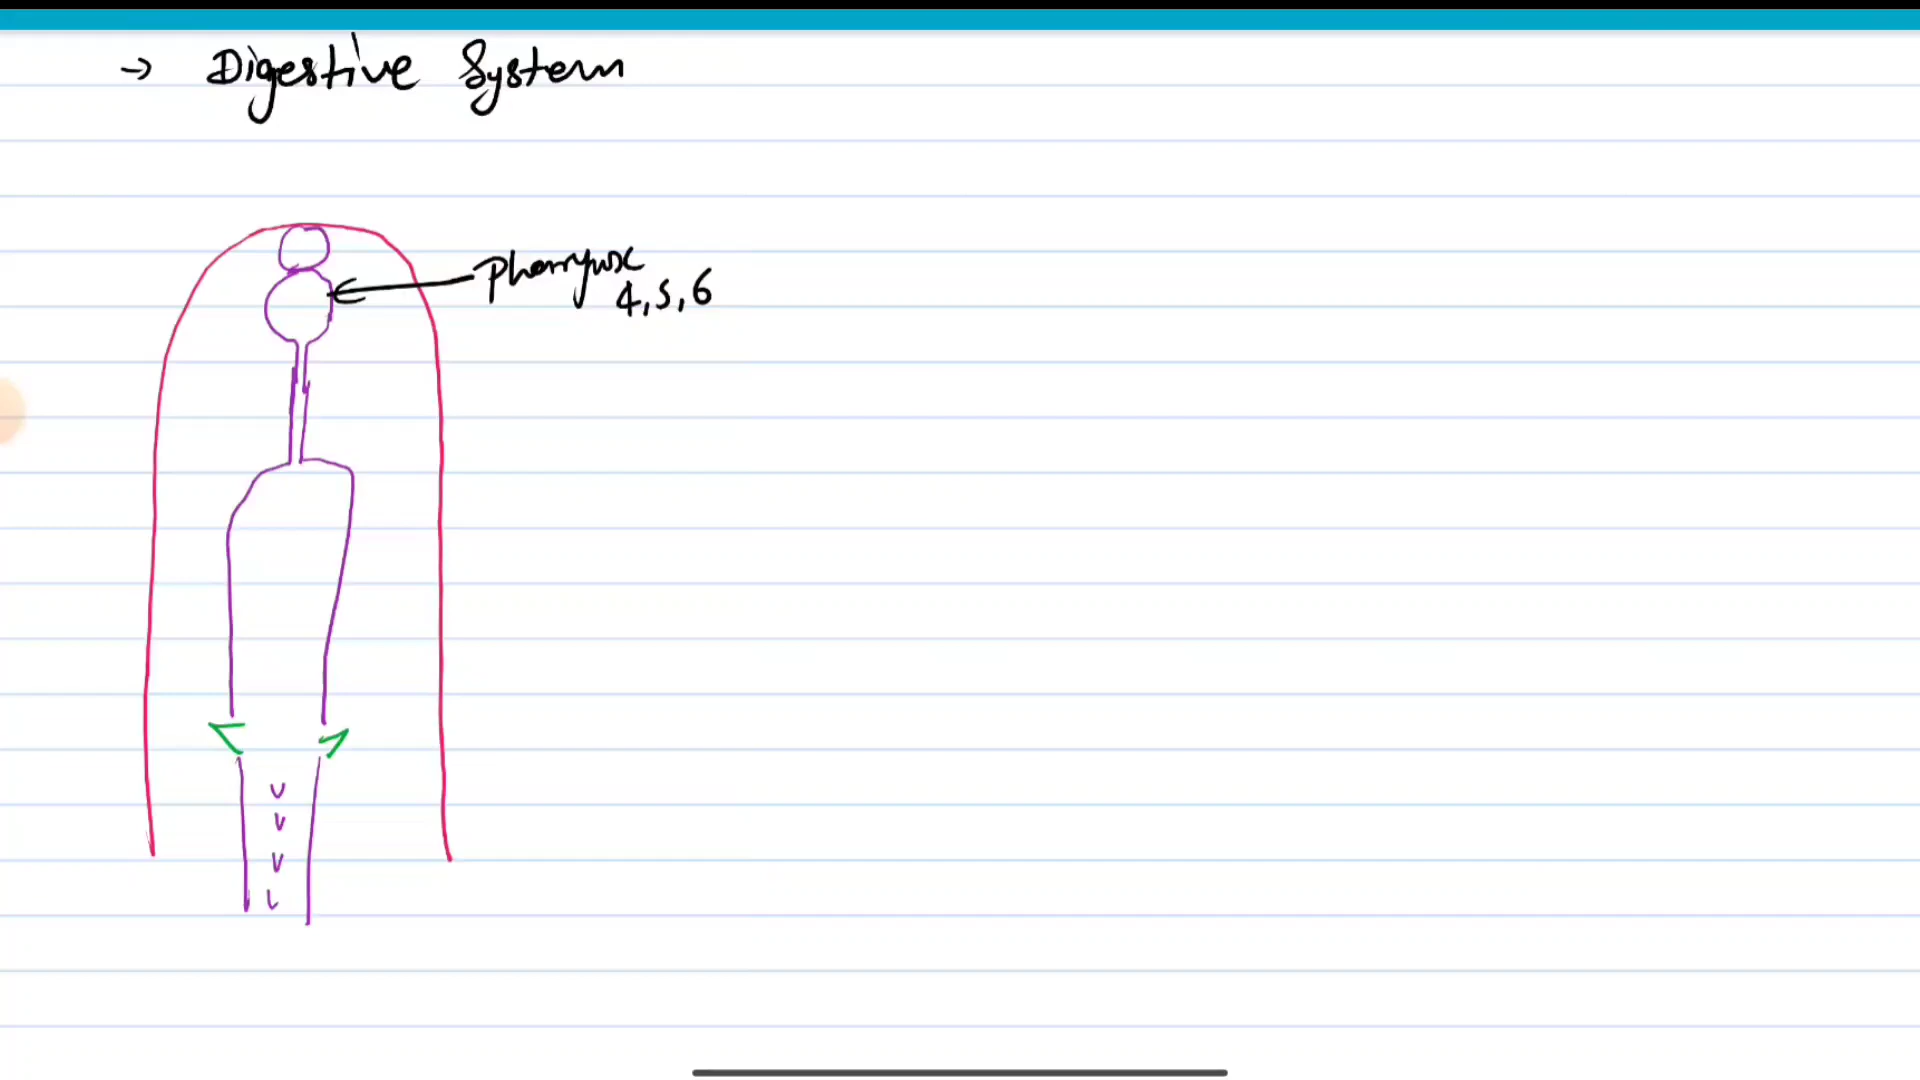 → Digestive System
Pharynx
4, 5, 6